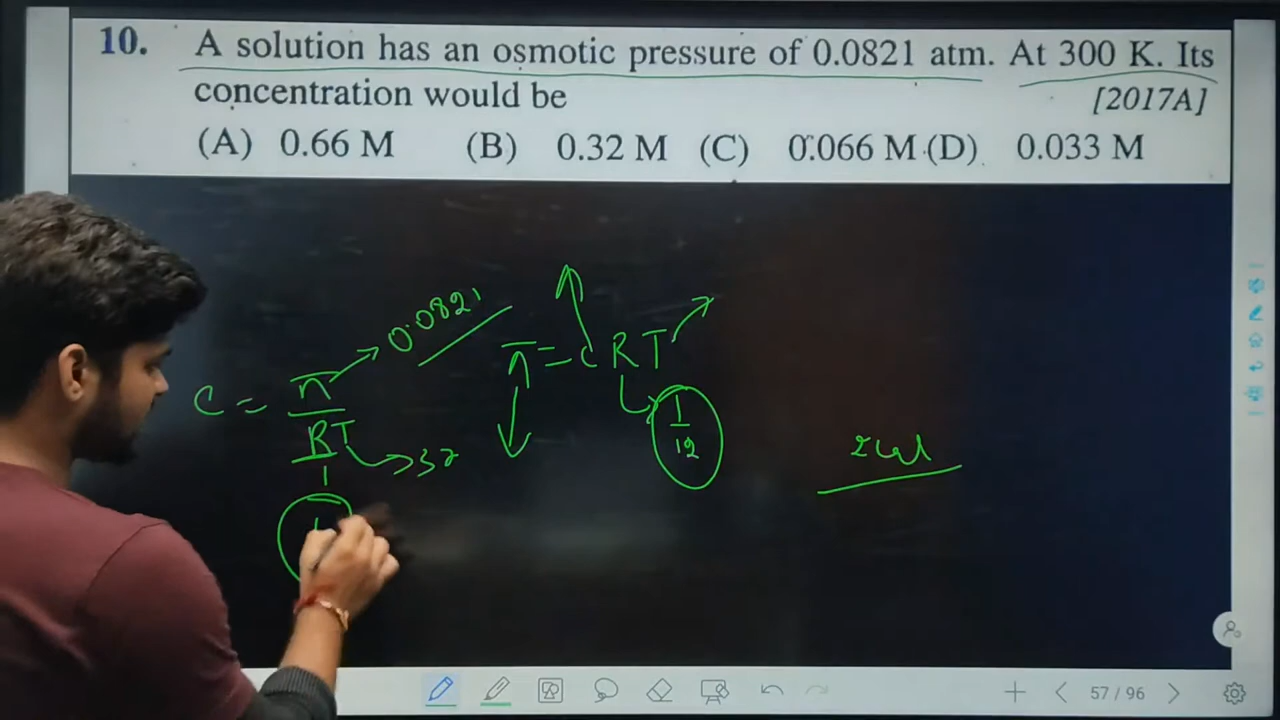 10. A solution has an osmotic pressure of 0.0821 atm. At 300 K. Its
concentration would be [2017A]
(A) 0.66 M (B) 0.32 M (C) 0.066 M (D) 0.033 M
0.0821
π = CRT
C = π
RT
1
12
57 / 96